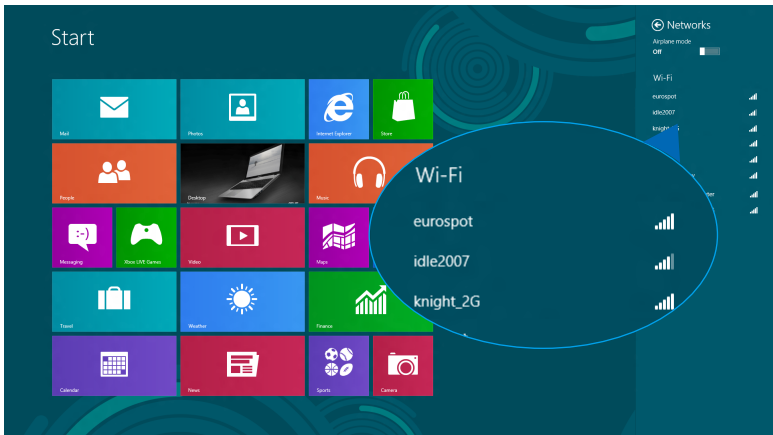 Start
Networks
Airplane mode
Off
Wi-Fi
eurospot
idle2007
Mail
Photos
Internet Explorer
Store
People
Desktop
Music
Messaging
Xbox LIVE Games
Video
Maps
Travel
Weather
Finance
Calendar
News
Sports
Camera
Wi-Fi
eurospot
idle2007
knight_2G